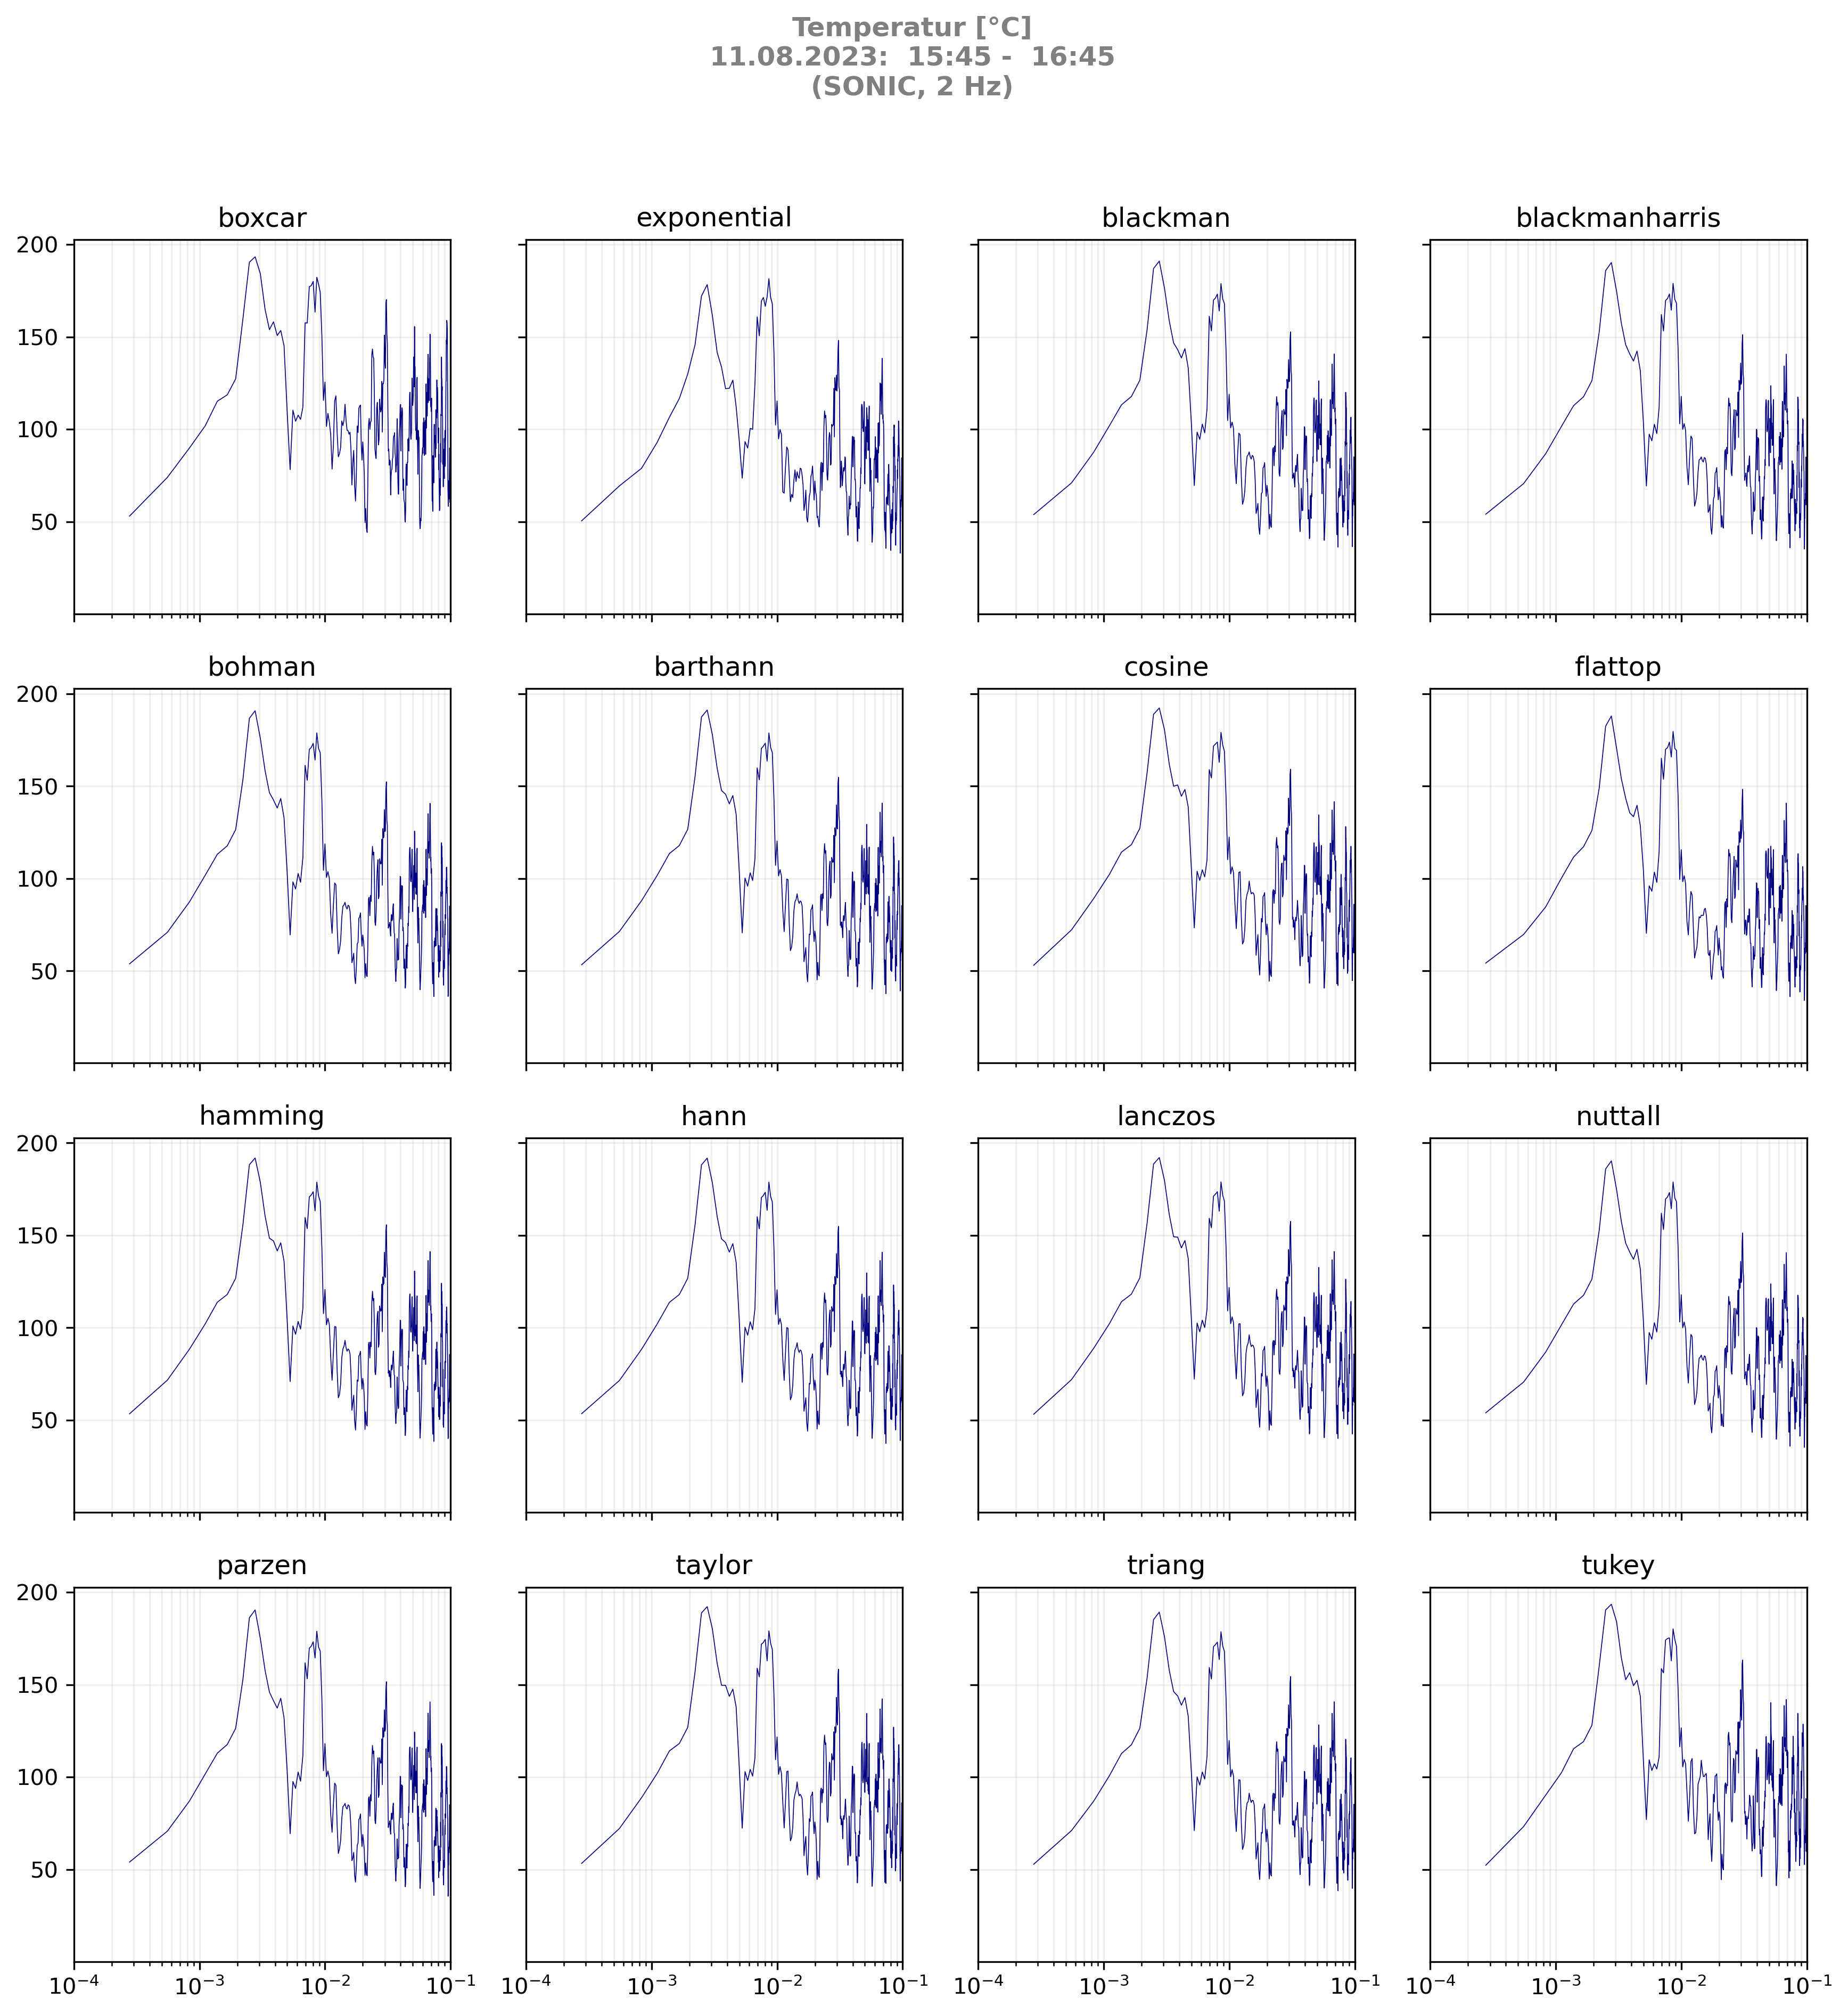 Temperatur [°C]
11.08.2023:  15:45 -  16:45
(SONIC, 2 Hz)
boxcar exponential blackman blackmanharris
200
150
100
50
bohman barthann cosine flattop
200
150
100
50
hamming hann lanczos nuttall
200
150
100
50
parzen taylor triang tukey
200
150
100
50
10⁻⁴ 10⁻³ 10⁻² 10⁻¹ 10⁻⁴ 10⁻³ 10⁻² 10⁻¹ 10⁻⁴ 10⁻³ 10⁻² 10⁻¹ 10⁻⁴ 10⁻³ 10⁻² 10⁻¹